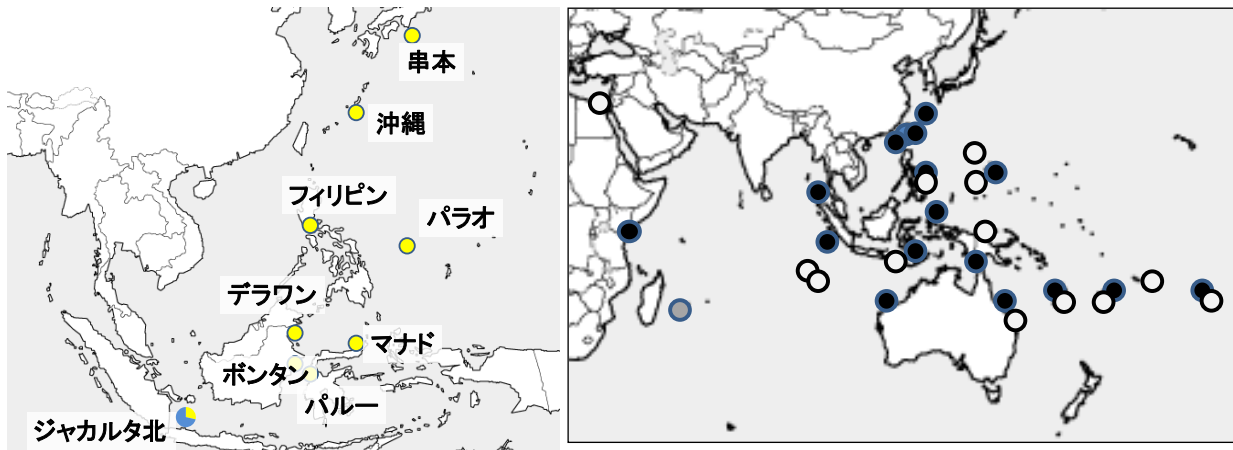 串本
沖縄
フィリピン
パラオ
デラワン
マナド
ボンタン
パルー
ジャカルタ北